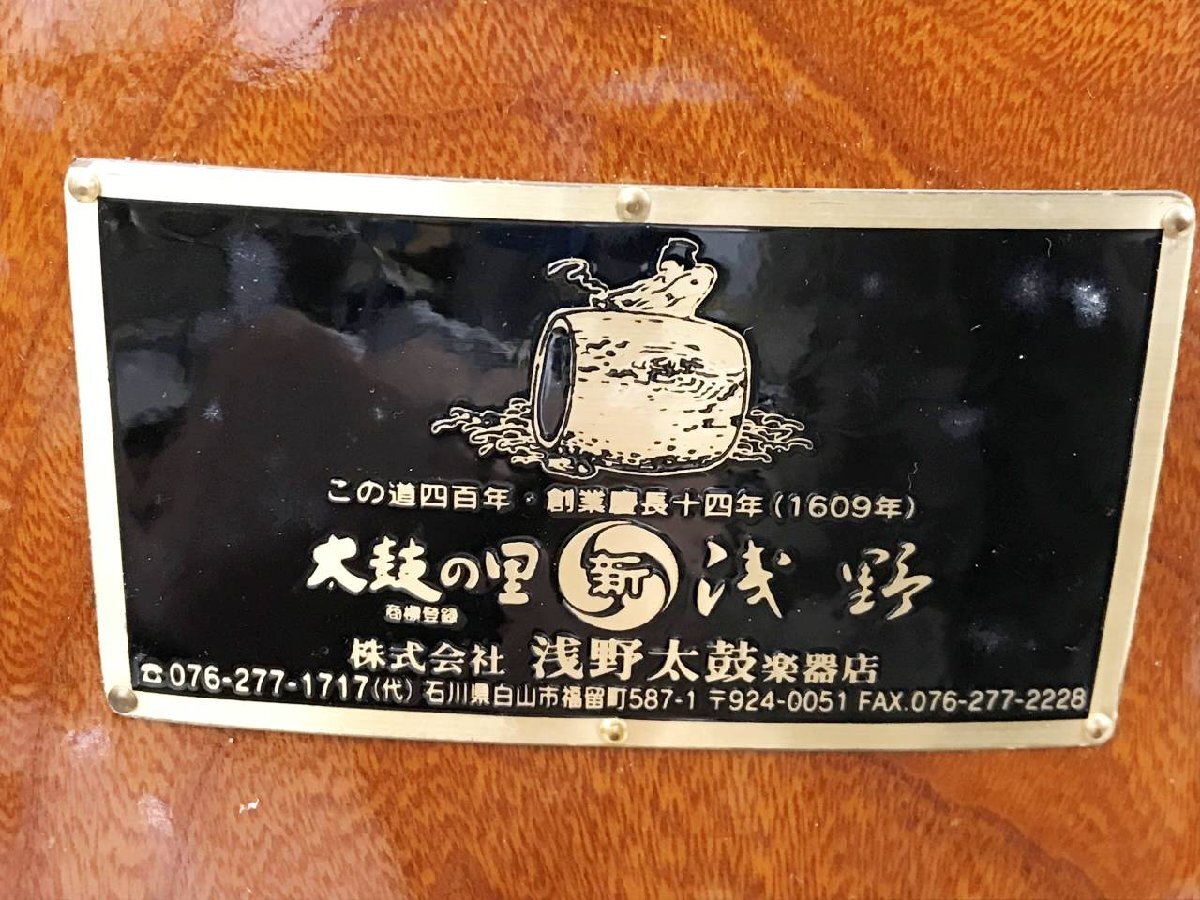 この道四百年・創業慶長十四年(1609年)
太鼓の里 新 浅野
商標登録
株式会社 浅野太鼓楽器店
☎076-277-1717(代) 石川県白山市福留町587-1 〒924-0051 FAX.076-277-2228